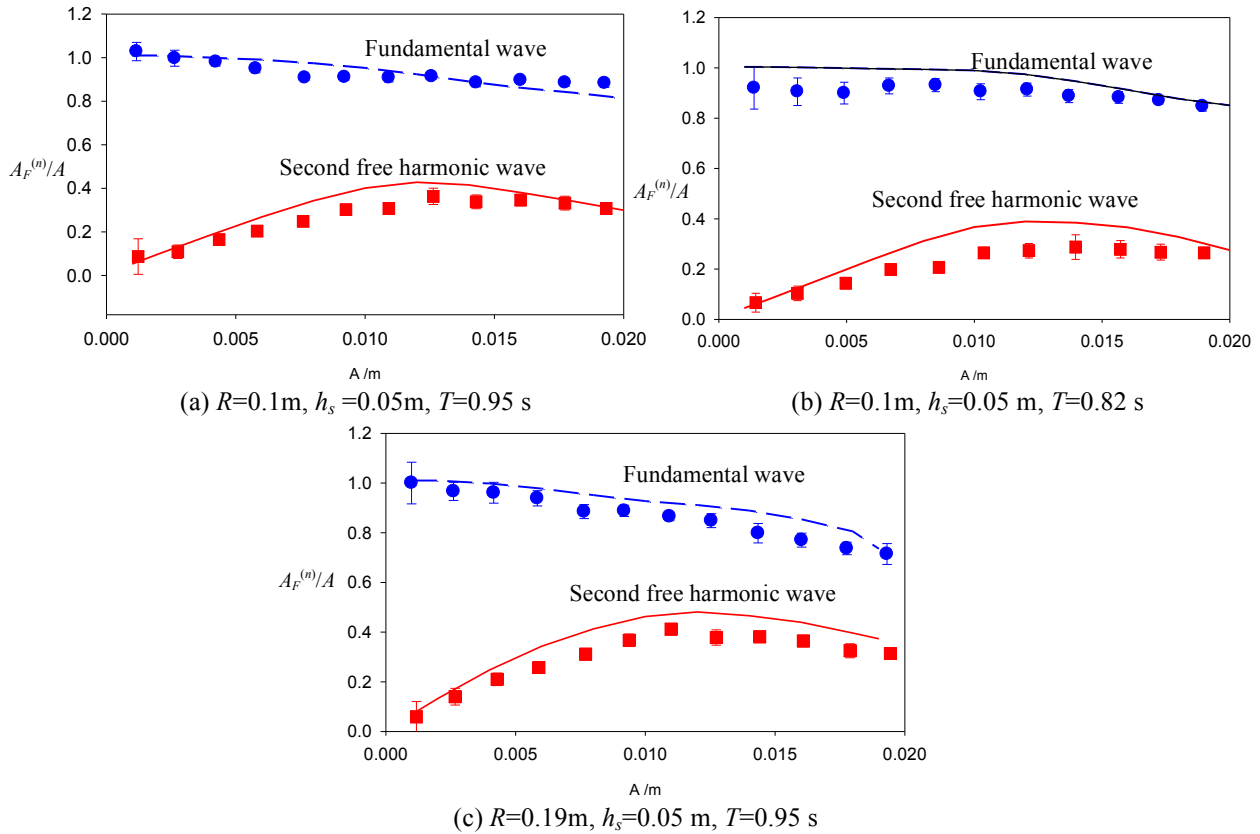 1.2
1.0
0.8
0.6
0.4
0.2
0.0
A_F^(n)/A
Fundamental wave
Second free harmonic wave
0.000 0.005 0.010 0.015 0.020
A /m
(a) R=0.1m, h_s =0.05m, T=0.95 s
1.2
1.0
0.8
0.6
0.4
0.2
0.0
A_F^(n)/A
Fundamental wave
Second free harmonic wave
0.000 0.005 0.010 0.015 0.020
A /m
(b) R=0.1m, h_s=0.05 m, T=0.82 s
1.2
1.0
0.8
0.6
0.4
0.2
0.0
A_F^(n)/A
Fundamental wave
Second free harmonic wave
0.000 0.005 0.010 0.015 0.020
A /m
(c) R=0.19m, h_s=0.05 m, T=0.95 s